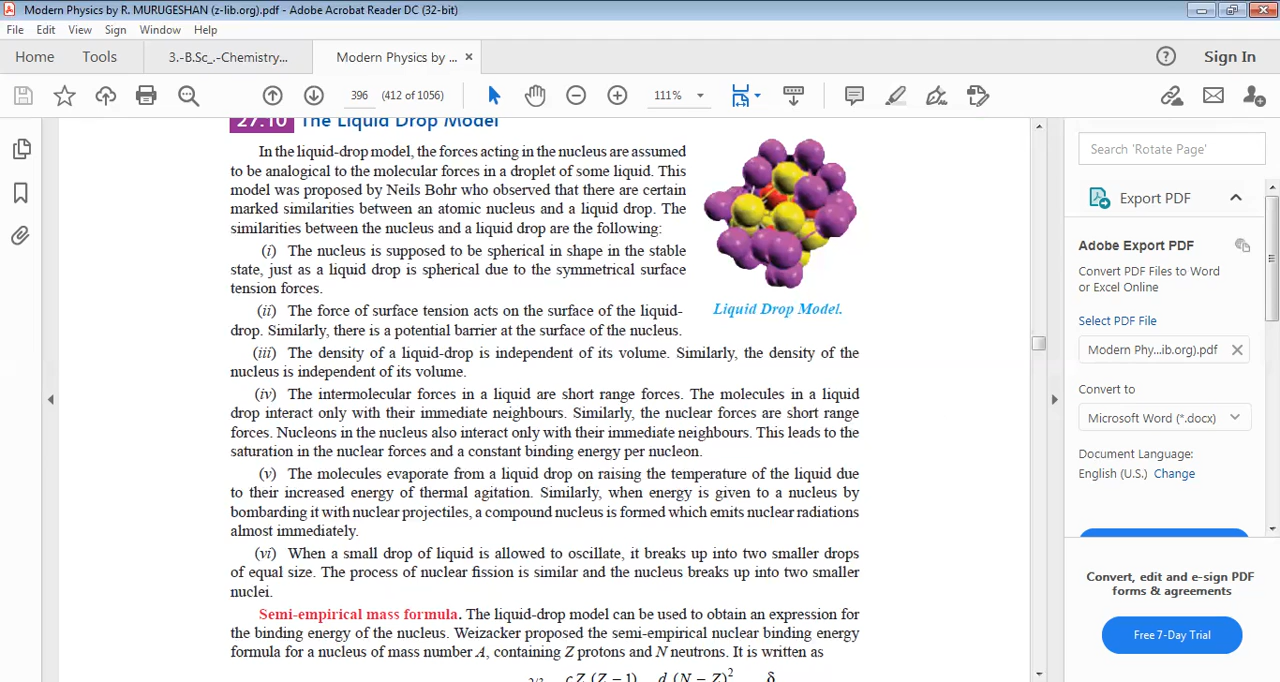 Modern Physics by R. MURUGESHAN (z-lib.org).pdf - Adobe Acrobat Reader DC (32-bit)
File Edit View Sign Window Help
Home Tools 3.-B.Sc_.-Chemistry... Modern Physics by ... × ? Sign In
396 (412 of 1056) 111%
27.10 The Liquid Drop Model
In the liquid-drop model, the forces acting in the nucleus are assumed
to be analogical to the molecular forces in a droplet of some liquid. This
model was proposed by Neils Bohr who observed that there are certain
marked similarities between an atomic nucleus and a liquid drop. The
similarities between the nucleus and a liquid drop are the following:
(i) The nucleus is supposed to be spherical in shape in the stable
state, just as a liquid drop is spherical due to the symmetrical surface
tension forces.
(ii) The force of surface tension acts on the surface of the liquid-
drop. Similarly, there is a potential barrier at the surface of the nucleus.
Liquid Drop Model.
(iii) The density of a liquid-drop is independent of its volume. Similarly, the density of the
nucleus is independent of its volume.
(iv) The intermolecular forces in a liquid are short range forces. The molecules in a liquid
drop interact only with their immediate neighbours. Similarly, the nuclear forces are short range
forces. Nucleons in the nucleus also interact only with their immediate neighbours. This leads to the
saturation in the nuclear forces and a constant binding energy per nucleon.
(v) The molecules evaporate from a liquid drop on raising the temperature of the liquid due
to their increased energy of thermal agitation. Similarly, when energy is given to a nucleus by
bombarding it with nuclear projectiles, a compound nucleus is formed which emits nuclear radiations
almost immediately.
(vi) When a small drop of liquid is allowed to oscillate, it breaks up into two smaller drops
of equal size. The process of nuclear fission is similar and the nucleus breaks up into two smaller
nuclei.
Semi-empirical mass formula. The liquid-drop model can be used to obtain an expression for
the binding energy of the nucleus. Weizacker proposed the semi-empirical nuclear binding energy
formula for a nucleus of mass number A, containing Z protons and N neutrons. It is written as
2/3 c Z (Z − 1) d (N − Z)² δ
Search 'Rotate Page'
Export PDF
Adobe Export PDF
Convert PDF Files to Word
or Excel Online
Select PDF File
Modern Phy...ib.org).pdf ×
Convert to
Microsoft Word (*.docx)
Document Language:
English (U.S.) Change
Convert, edit and e-sign PDF
forms & agreements
Free 7-Day Trial